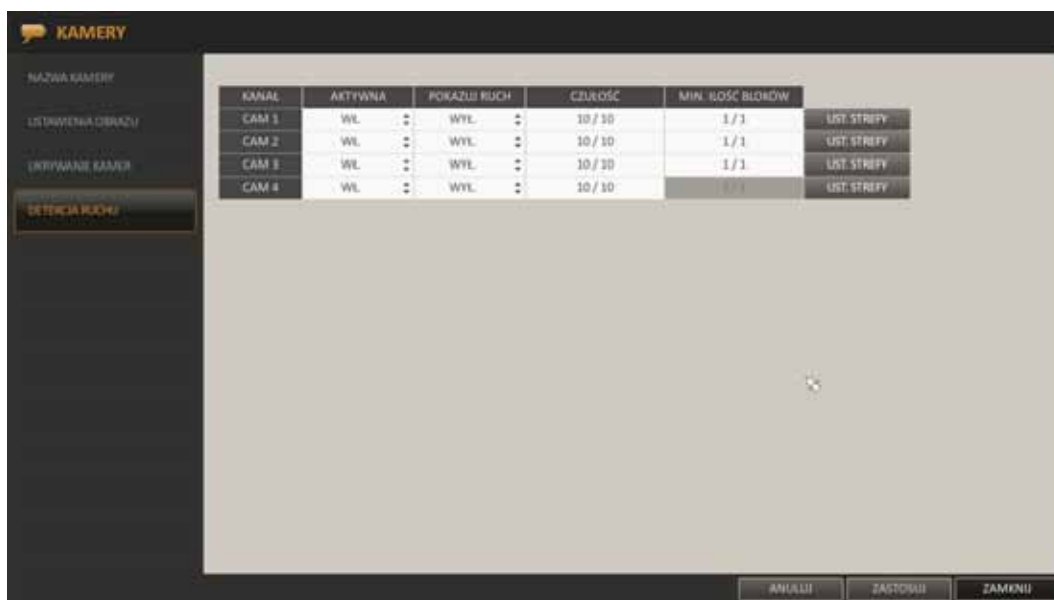 KAMERY
NAZWA KAMERY
USTAWIENIA OBRAZU
UKRYWANIE KAMER
DETEKCJA RUCHU
KANAŁ AKTYWNA POKAZUJ RUCH CZUŁOŚĆ MIN. ILOŚĆ BLOKÓW
CAM 1 WŁ. WYŁ. 10 / 10 1 / 1 UST. STREFY
CAM 2 WŁ. WYŁ. 10 / 10 1 / 1 UST. STREFY
CAM 3 WŁ. WYŁ. 10 / 10 1 / 1 UST. STREFY
CAM 4 WŁ. WYŁ. 10 / 10 UST. STREFY
ANULUJ ZASTOSUJ ZAMKNIJ